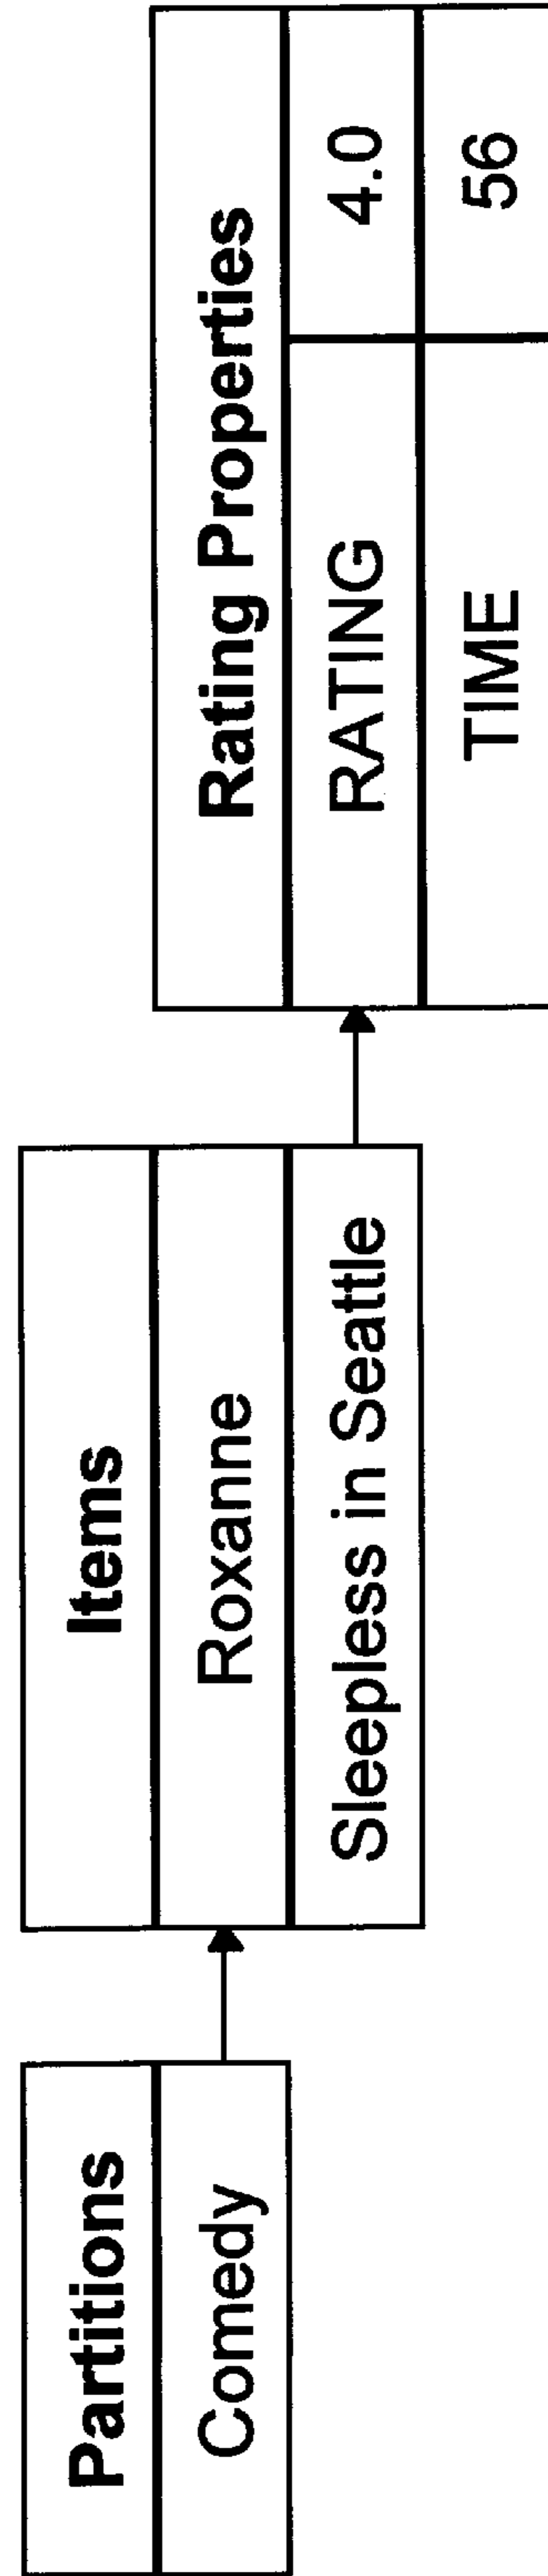 Partitions
Comedy
Items
Roxanne
Sleepless in Seattle
Rating Properties
RATING 4.0
TIME 56